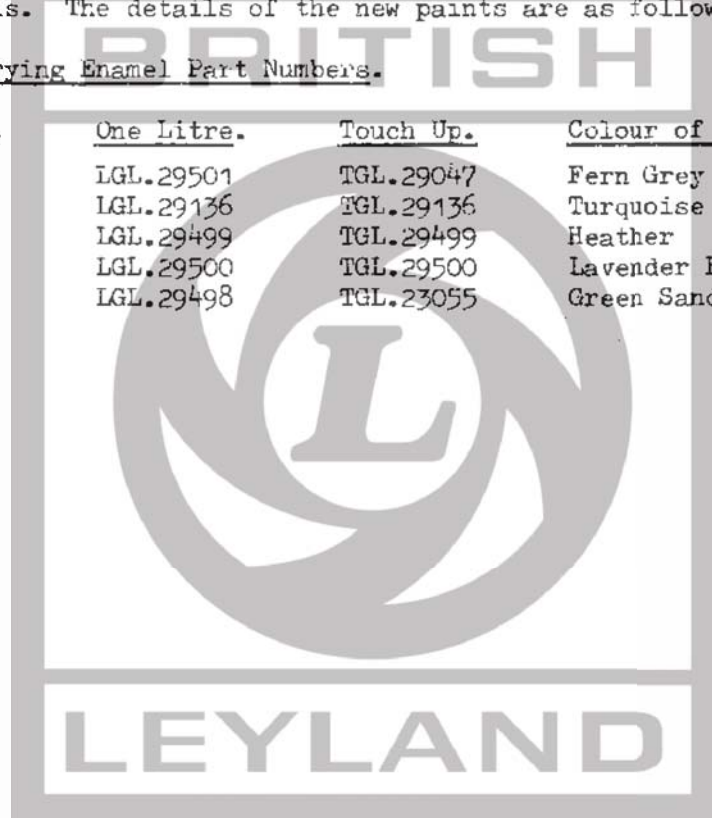 The details of the new paints are as
BRITISH
Enamel Part Numbers.
One Litre. Touch Up. Colour of
LGL.29501 TGL.29047 Fern Grey
LGL.29136 TGL.29136 Turquoise
LGL.29499 TGL.29499 Heather
LGL.29500 TGL.29500 Lavender
LGL.29498 TGL.23055 Green
L
LEYLAND